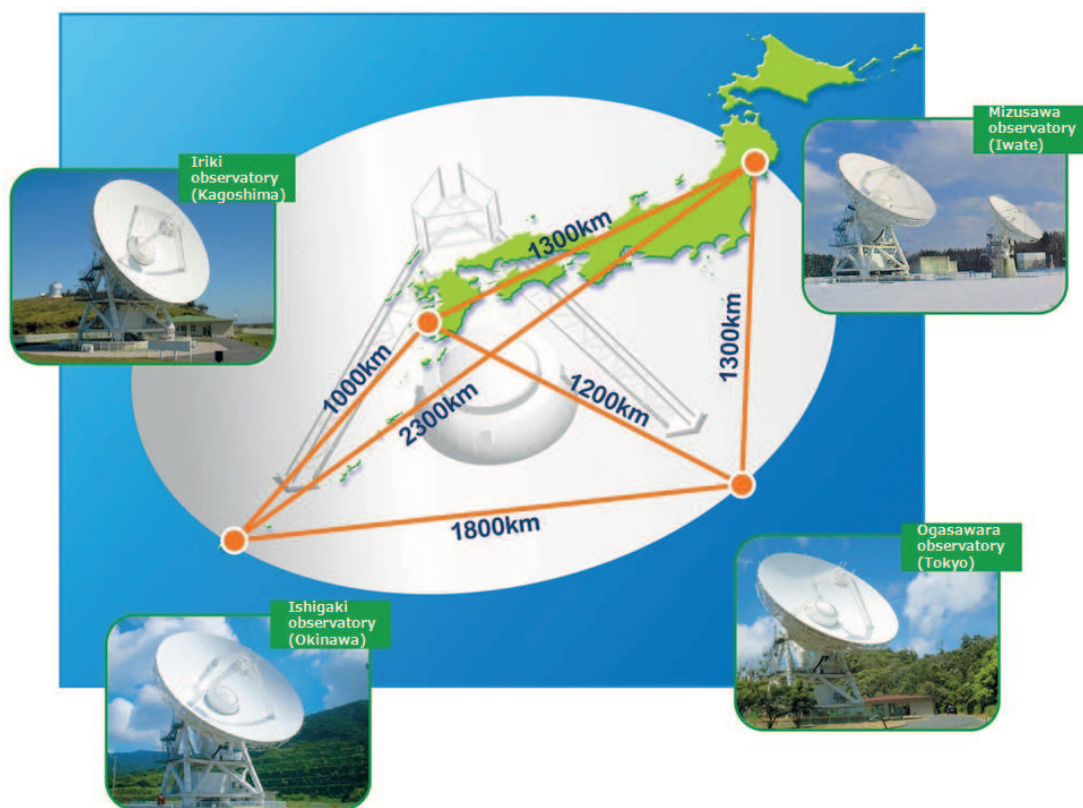 Iriki
observatory
(Kagoshima)
Mizusawa
observatory
(Iwate)
1300km
1000km
2300km
1200km
1300km
1800km
Ogasawara
observatory
(Tokyo)
Ishigaki
observatory
(Okinawa)